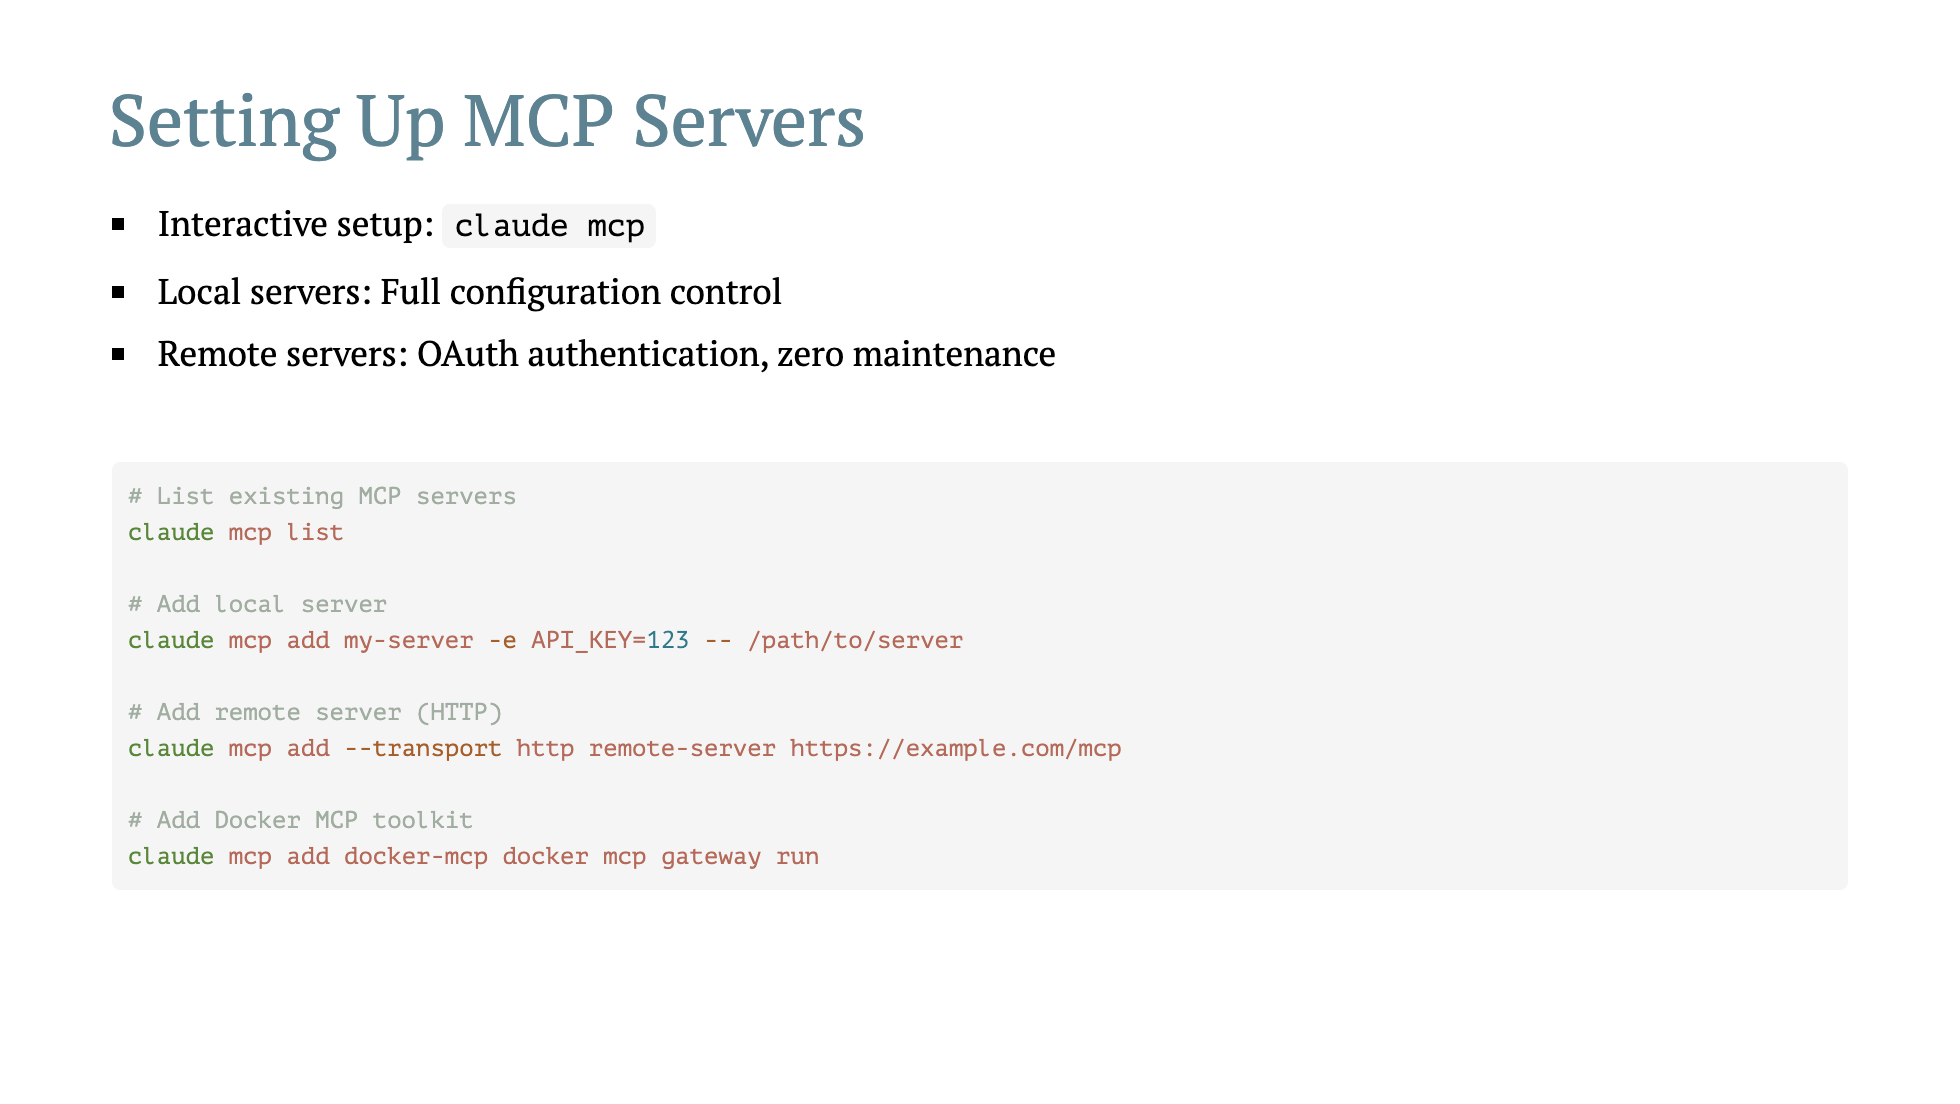 Setting Up MCP Servers
▪ Interactive setup: claude mcp
▪ Local servers: Full configuration control
▪ Remote servers: OAuth authentication, zero maintenance
# List existing MCP servers
claude mcp list
# Add local server
claude mcp add my-server -e API_KEY=123 -- /path/to/server
# Add remote server (HTTP)
claude mcp add --transport http remote-server https://example.com/mcp
# Add Docker MCP toolkit
claude mcp add docker-mcp docker mcp gateway run